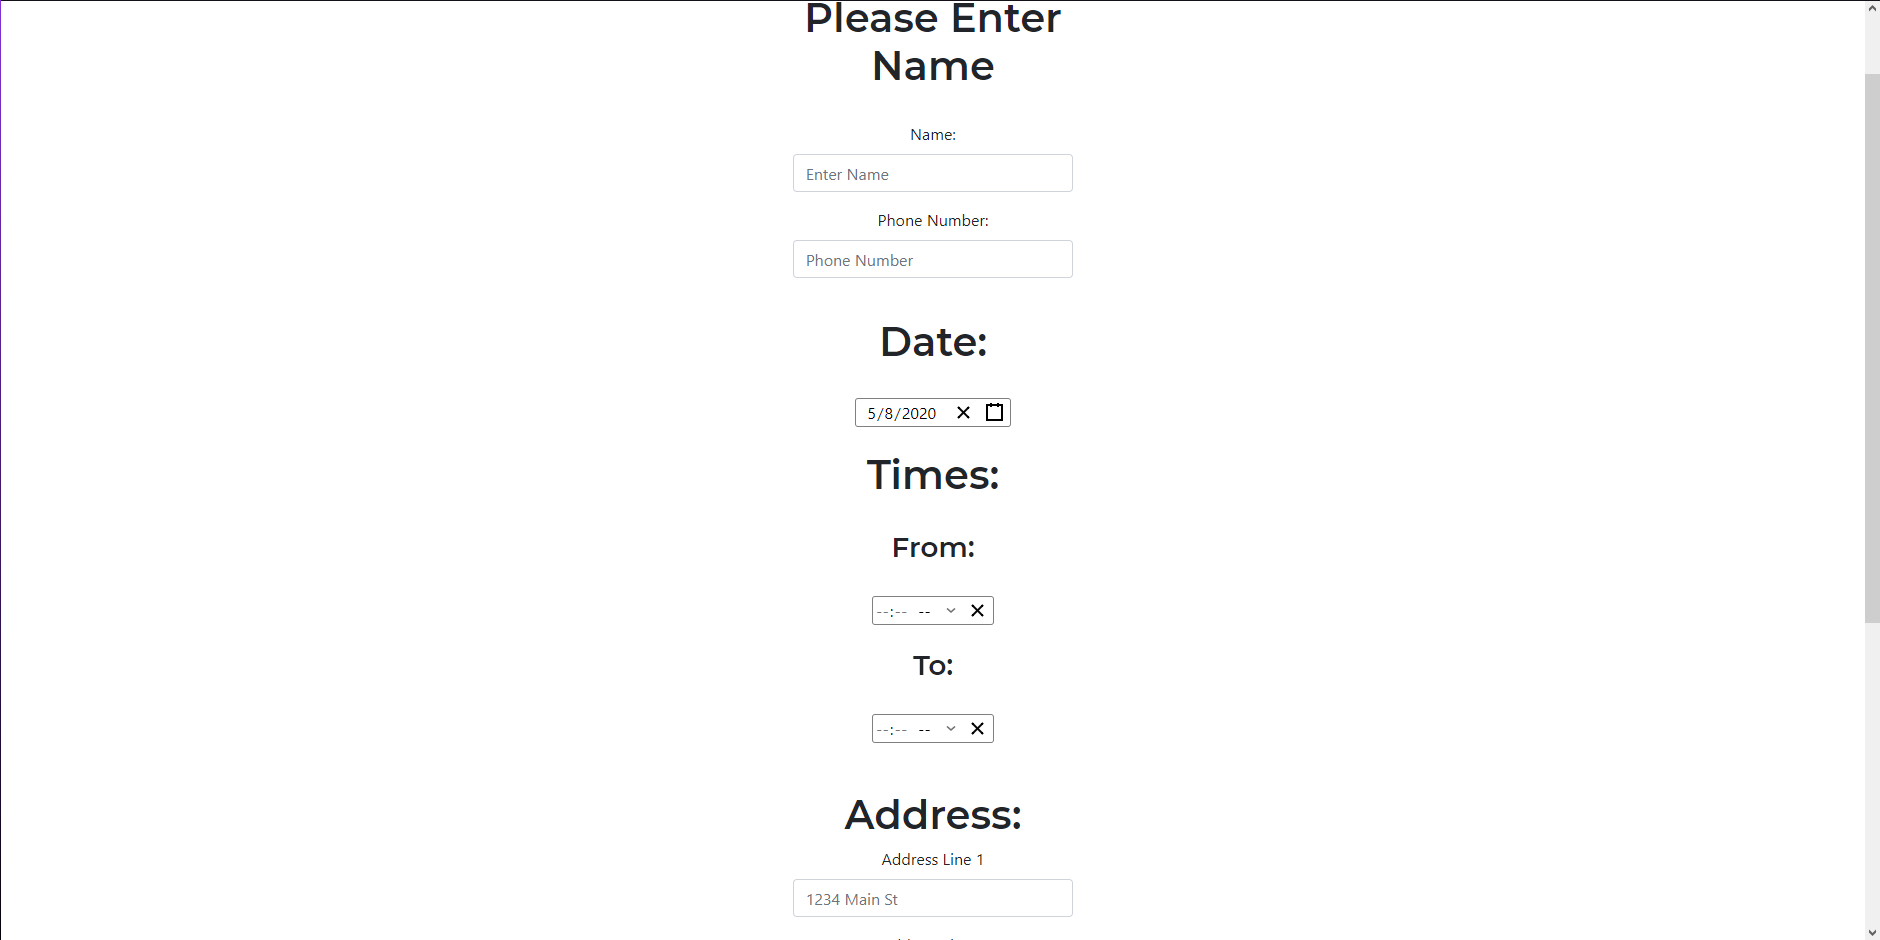 Please Enter
Name
Name:
Enter Name
Phone Number:
Phone Number
Date:
5/8/2020
Times:
From:
--:-- --
To:
--:-- --
Address:
Address Line 1
1234 Main St